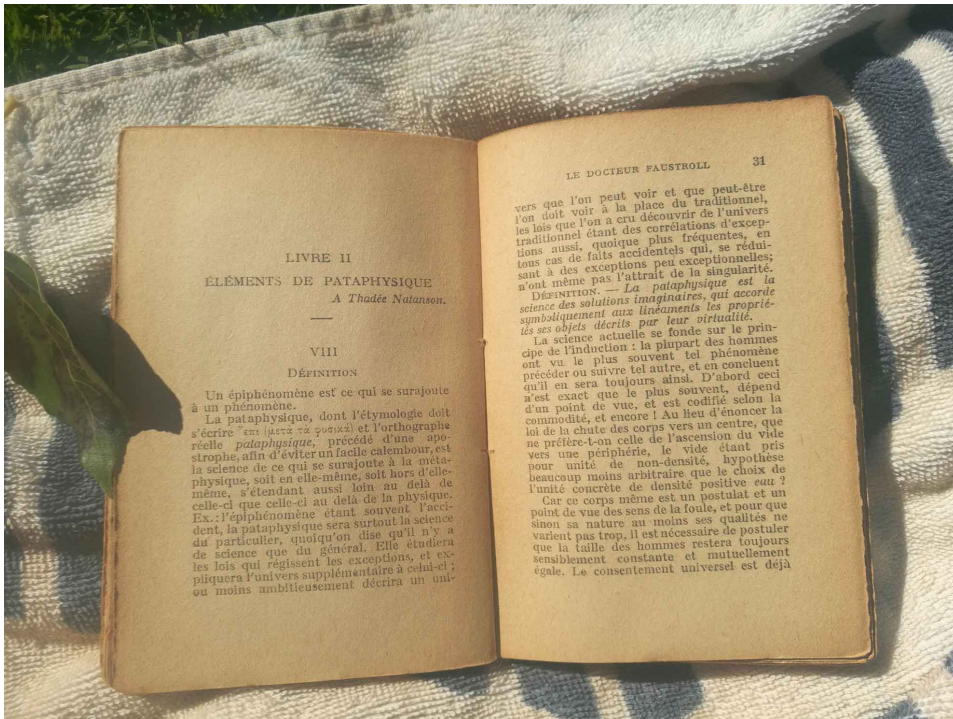 LIVRE II
ÉLÉMENTS DE PATAPHYSIQUE
A Thadée Natanson.
VIII
DÉFINITION
Un épiphénomène est ce qui se surajoute
à un phénomène.
La pataphysique, dont l'étymologie doit
s'écrire ἔπι (μετὰ τὰ φυσικά) et l'orthographe
réelle pataphysique, précédé d'une apo-
strophe, afin d'éviter un facile calembour, est
la science de ce qui se surajoute à la méta-
physique, soit en elle-même, soit hors d'elle-
même, s'étendant aussi loin au delà de
celle-ci que celle-ci au delà de la physique.
Ex.: l'épiphénomène étant souvent l'acci-
dent, la pataphysique sera surtout la science
du particulier, quoiqu'on dise qu'il n'y a
de science que du général. Elle étudiera
les lois qui régissent les exceptions, et ex-
pliquera l'univers supplémentaire à celui-ci ;
ou moins ambitieusement décrira un uni-
LE DOCTEUR FAUSTROLL 31
vers que l'on peut voir et que peut-être
l'on doit voir à la place du traditionnel,
les lois que l'on a cru découvrir de l'univers
traditionnel étant des corrélations d'excep-
tions aussi, quoique plus fréquentes, en
tous cas de faits accidentels qui, se rédui-
sant à des exceptions peu exceptionnelles;
n'ont même pas l'attrait de la singularité.
DÉFINITION. — La pataphysique est la
science des solutions imaginaires, qui accorde
symboliquement aux linéaments les proprié-
tés ses objets décrits par leur virtualité.
La science actuelle se fonde sur le prin-
cipe de l'induction : la plupart des hommes
ont vu le plus souvent tel phénomène
précéder ou suivre tel autre, et en concluent
qu'il en sera toujours ainsi. D'abord ceci
n'est exact que le plus souvent, dépend
d'un point de vue, et est codifié selon la
commodité, et encore ! Au lieu d'énoncer la
loi de la chute des corps vers un centre, que
ne préfère-t-on celle de l'ascension du vide
vers une périphérie, le vide étant pris
pour unité de non-densité, hypothèse
beaucoup moins arbitraire que le choix de
l'unité concrète de densité positive eau ?
Car ce corps même est un postulat et un
point de vue des sens de la foule, et pour que
sinon sa nature au moins ses qualités ne
varient pas trop, il est nécessaire de postuler
que la taille des hommes restera toujours
sensiblement constante et mutuellement
égale. Le consentement universel est déjà